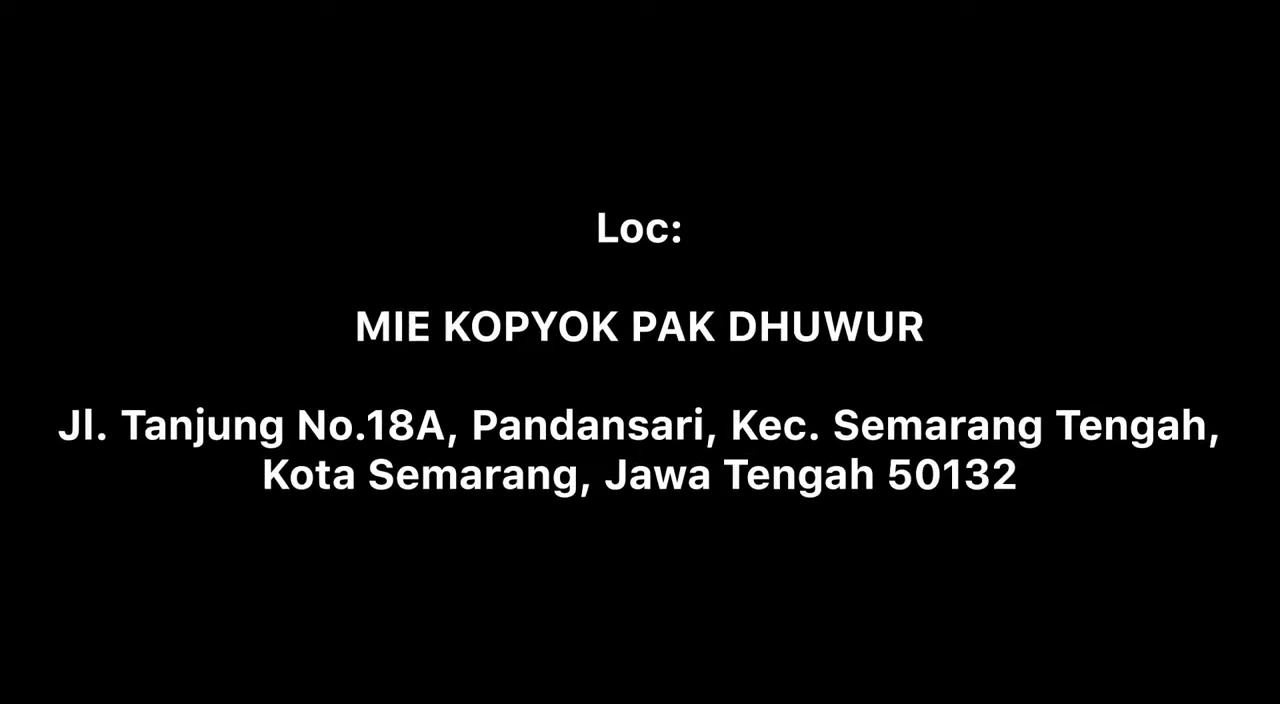 Loc:
MIE KOPYOK PAK DHUWUR
Jl. Tanjung No.18A, Pandansari, Kec. Semarang Tengah,
Kota Semarang, Jawa Tengah 50132